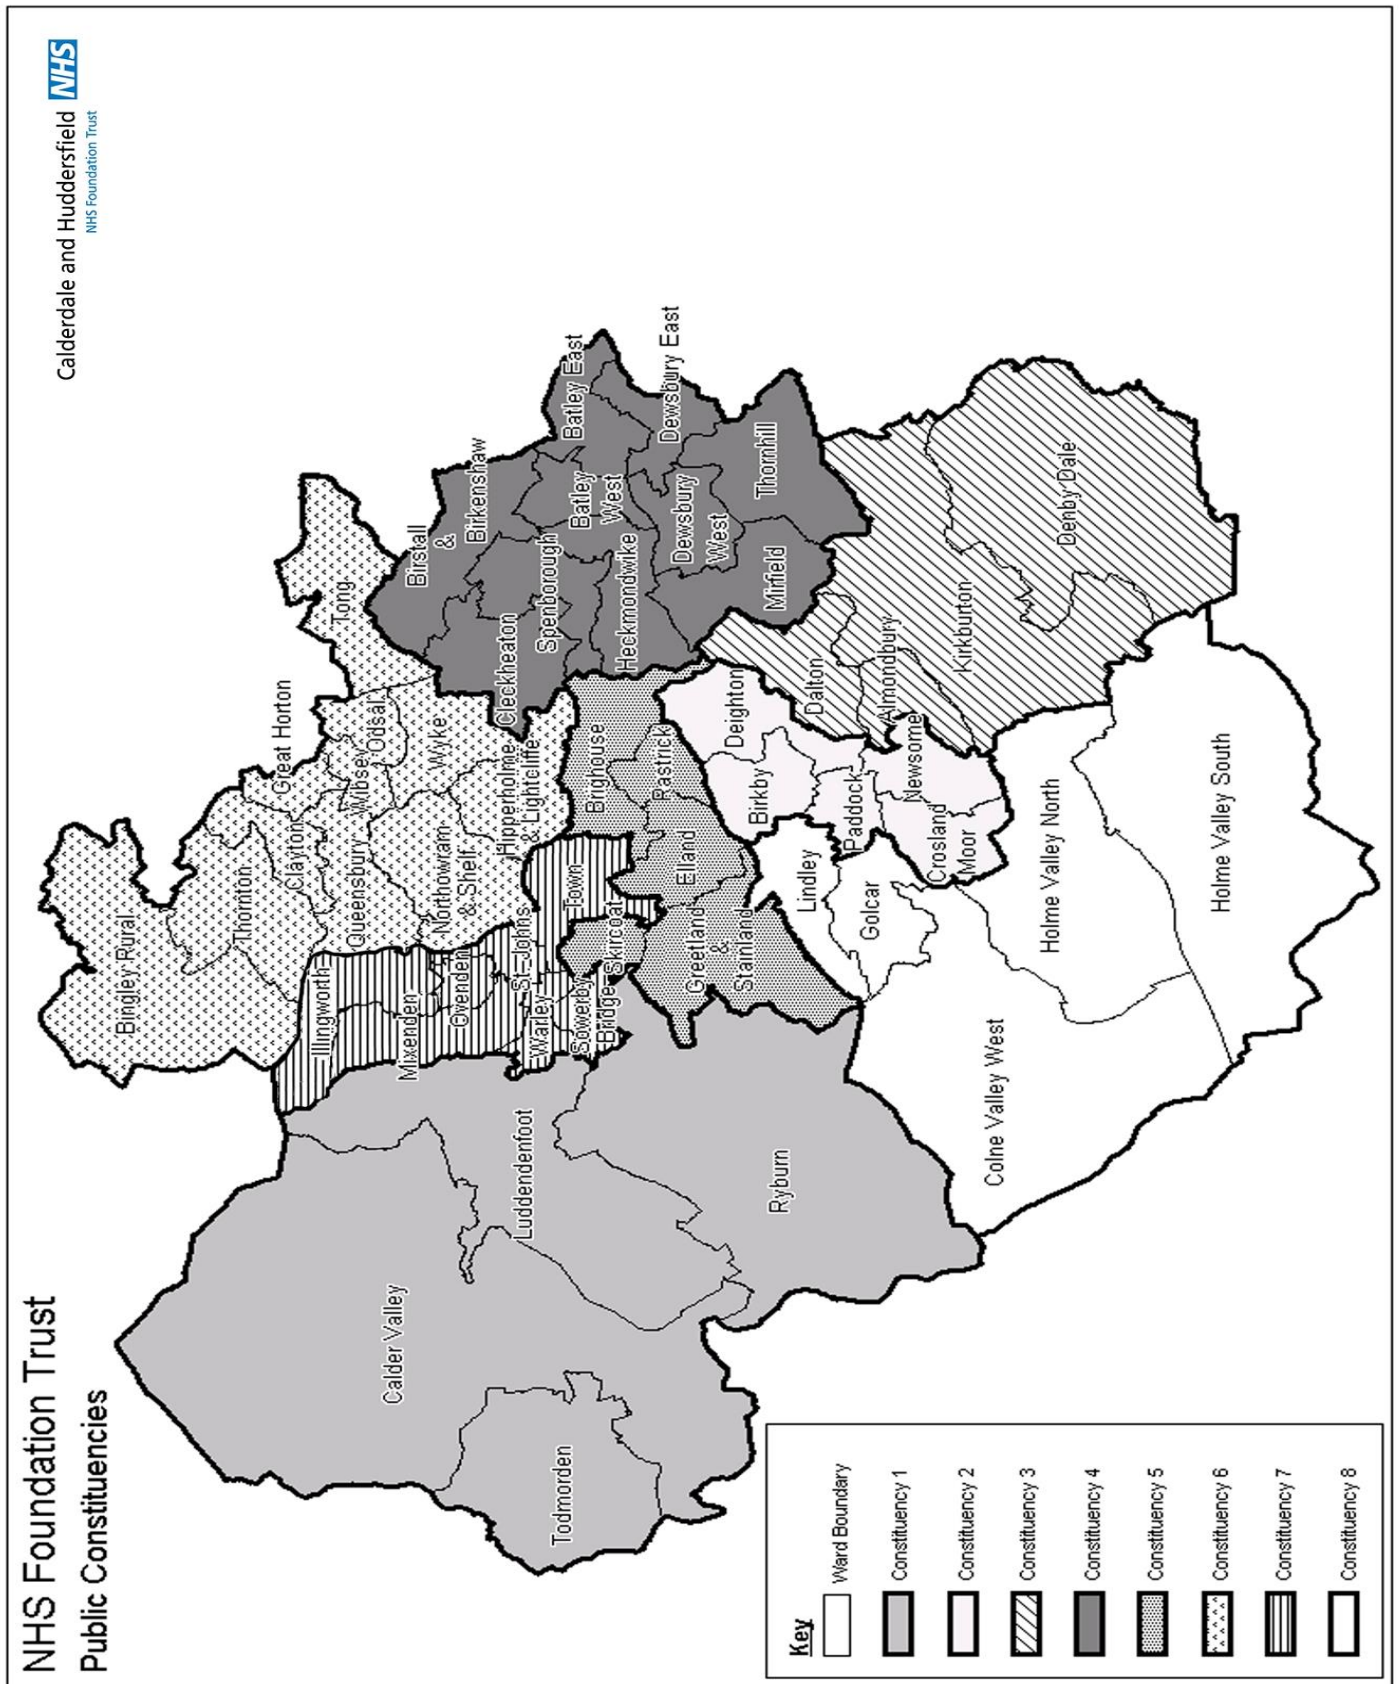 NHS Foundation Trust
Public Constituencies
Calderdale and Huddersfield NHS
NHS Foundation Trust
Bingley Rural
Thornton
Clayton
Great Horton
Queensbury
Wibsey
Odsal
Tong
Northowram
& Shelf
Wyke
Hipperholme
& Lightcliffe
Illingworth
Mixenden
Ovenden
St. Johns
Warley
Town
Sowerby
Bridge
Skircoat
Calder Valley
Luddendenfoot
Todmorden
Ryburn
Birstall
&
Birkenshaw
Cleckheaton
Spenborough
Heckmondwike
Batley
West
Batley East
Dewsbury East
Dewsbury
West
Thornhill
Mirfield
Brighouse
Rastrick
Elland
Greetland
&
Stainland
Deighton
Birkby
Paddock
Newsome
Crosland
Moor
Lindley
Golcar
Dalton
Almondbury
Kirkburton
Denby Dale
Colne Valley West
Holme Valley North
Holme Valley South
Key
Ward Boundary
Constituency 1
Constituency 2
Constituency 3
Constituency 4
Constituency 5
Constituency 6
Constituency 7
Constituency 8